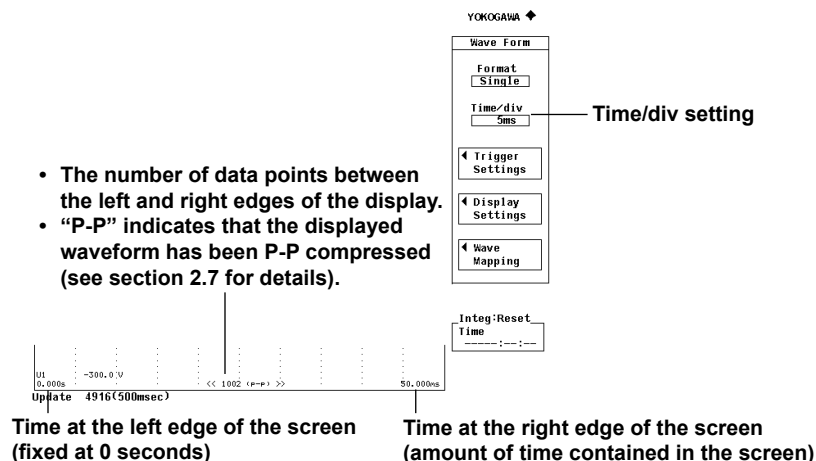 YOKOGAWA ◆
Wave Form
Format
Single
Time/div
5ms
Time/div setting
Trigger
Settings
Display
Settings
Wave
Mapping
• The number of data points between
the left and right edges of the display.
• “P-P” indicates that the displayed
waveform has been P-P compressed
(see section 2.7 for details).
Integ:Reset
Time
-----:--:--
U1 -300.0 V
0.000s << 1002 (p-p) >> 50.000ms
Update 4916(500msec)
Time at the left edge of the screen
(fixed at 0 seconds)
Time at the right edge of the screen
(amount of time contained in the screen)